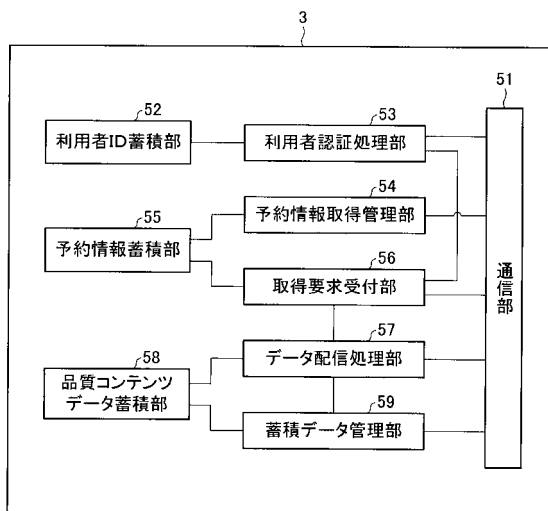 3
51
52
利用者ID蓄積部
53
利用者認証処理部
54
予約情報取得管理部
55
予約情報蓄積部
56
取得要求受付部
通信部
57
データ配信処理部
58
品質コンテンツ
データ蓄積部
59
蓄積データ管理部